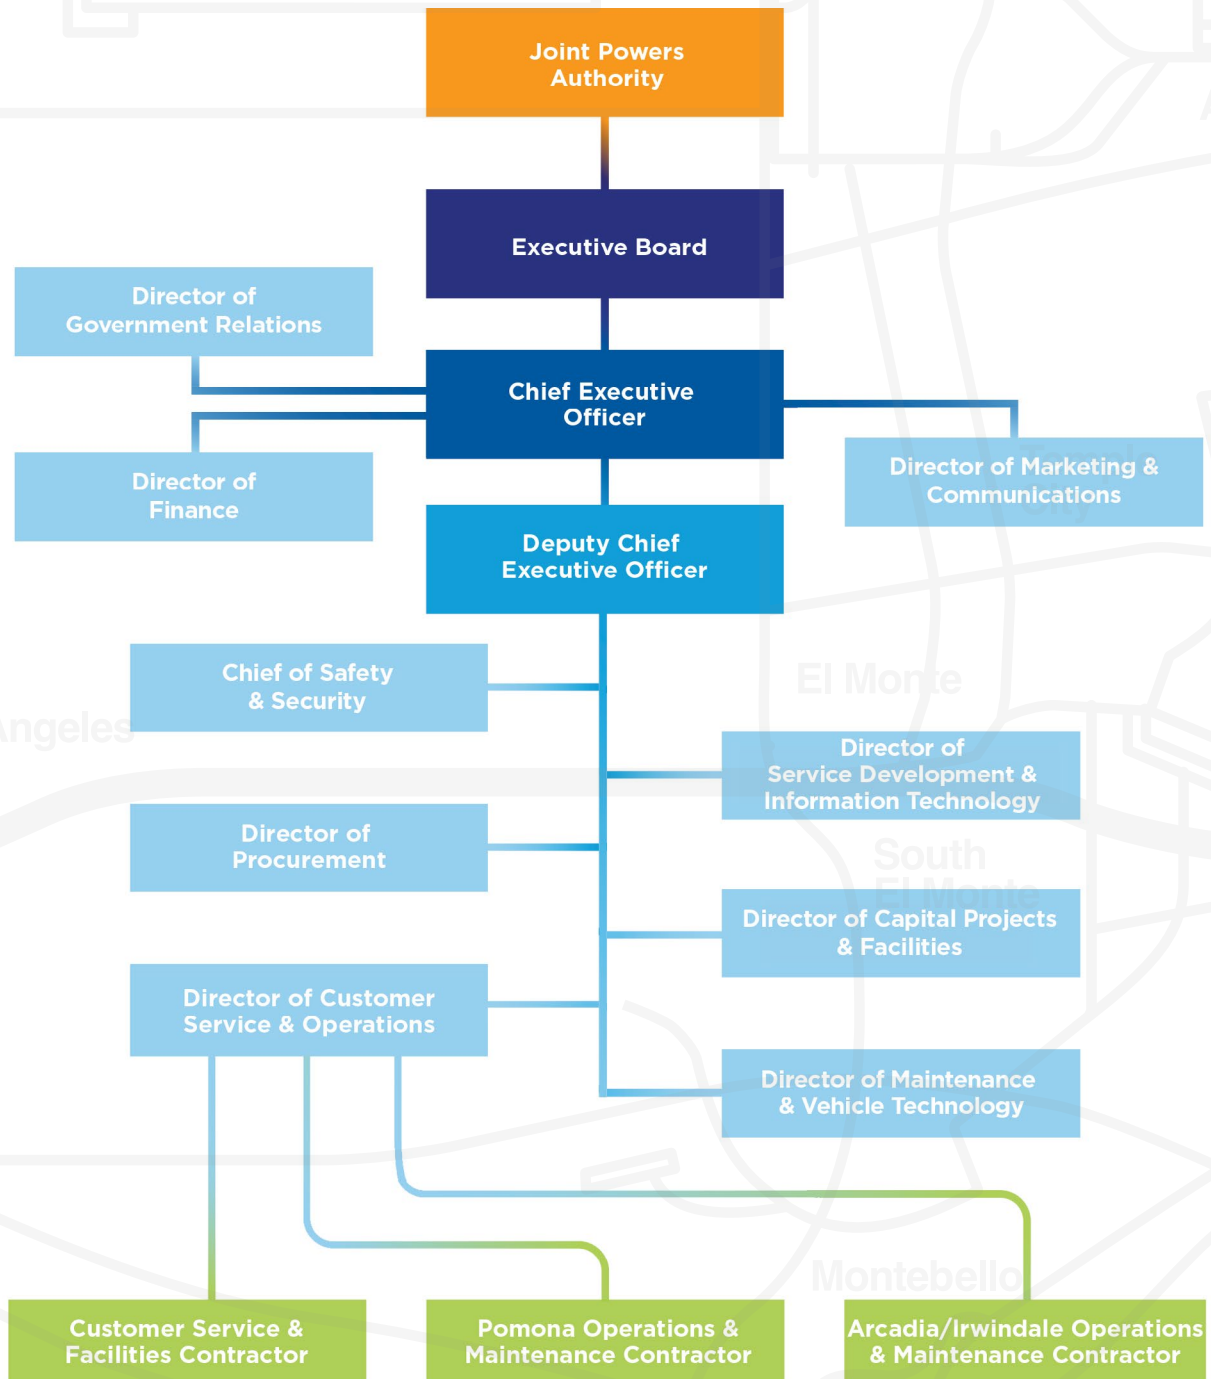 Joint Powers
Authority
Executive Board
Director of
Government Relations
Chief Executive
Officer
Director of
Finance
Director of Marketing &
Communications
Temple
City
Deputy Chief
Executive Officer
Chief of Safety
& Security
El Monte
Angeles
Director of
Service Development &
Information Technology
Director of
Procurement
South
El Monte
Director of Capital Projects
& Facilities
Director of Customer
Service & Operations
Director of Maintenance
& Vehicle Technology
Montebello
Customer Service &
Facilities Contractor
Pomona Operations &
Maintenance Contractor
Arcadia/Irwindale Operations
& Maintenance Contractor